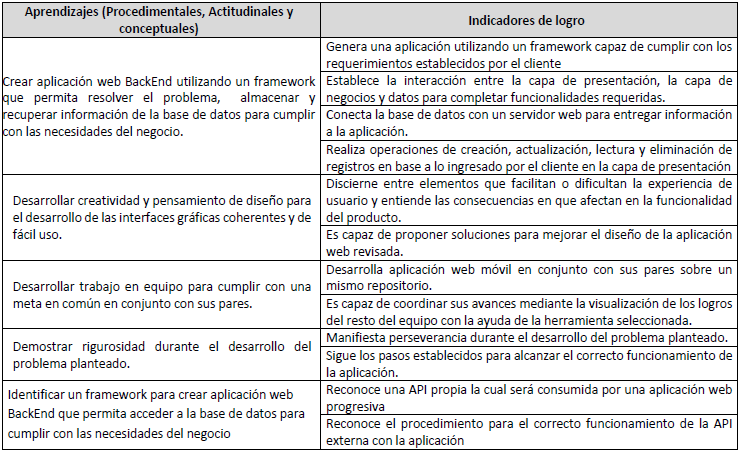 Aprendizajes (Procedimentales, Actitudinales y
conceptuales)
Indicadores de logro
Crear aplicación web BackEnd utilizando un framework
que permita resolver el problema, almacenar y
recuperar información de la base de datos para cumplir
con las necesidades del negocio.
Genera una aplicación utilizando un framework capaz de cumplir con los
requerimientos establecidos por el cliente
Establece la interacción entre la capa de presentación, la capa de
negocios y datos para completar funcionalidades requeridas.
Conecta la base de datos con un servidor web para entregar información
a la aplicación.
Realiza operaciones de creación, actualización, lectura y eliminación de
registros en base a lo ingresado por el cliente en la capa de presentación
Desarrollar creatividad y pensamiento de diseño para
el desarrollo de las interfaces gráficas coherentes y de
fácil uso.
Discierne entre elementos que facilitan o dificultan la experiencia de
usuario y entiende las consecuencias en que afectan en la funcionalidad
del producto.
Es capaz de proponer soluciones para mejorar el diseño de la aplicación
web revisada.
Desarrollar trabajo en equipo para cumplir con una
meta en común en conjunto con sus pares.
Desarrolla aplicación web móvil en conjunto con sus pares sobre un
mismo repositorio.
Es capaz de coordinar sus avances mediante la visualización de los logros
del resto del equipo con la ayuda de la herramienta seleccionada.
Demostrar rigurosidad durante el desarrollo del
problema planteado.
Manifiesta perseverancia durante el desarrollo del problema planteado.
Sigue los pasos establecidos para alcanzar el correcto funcionamiento de
la aplicación.
Identificar un framework para crear aplicación web
BackEnd que permita acceder a la base de datos para
cumplir con las necesidades del negocio
Reconoce una API propia la cual será consumida por una aplicación web
progresiva
Reconoce el procedimiento para el correcto funcionamiento de la API
externa con la aplicación